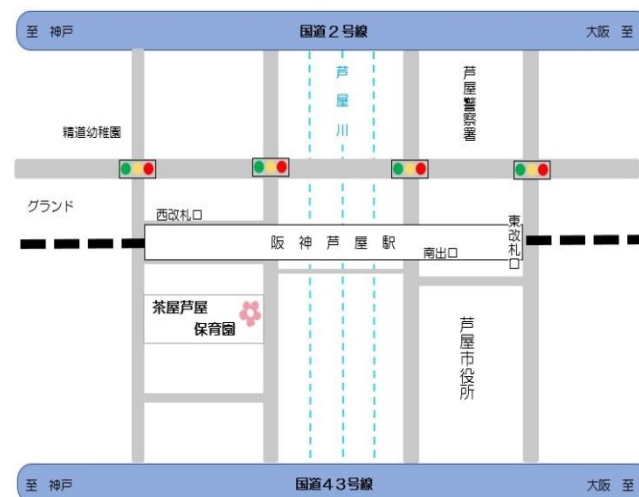 至 神戸
国道２号線
大阪 至
芦屋川
芦屋警察署
精道幼稚園
グランド
西改札口
阪神芦屋駅
南出口
東改札口
茶屋芦屋
保育園
芦屋市役所
至 神戸
国道４３号線
大阪 至